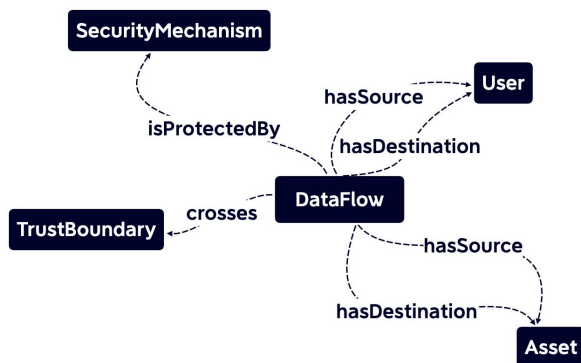 SecurityMechanism
User
hasSource
isProtectedBy
hasDestination
DataFlow
crosses
TrustBoundary
hasSource
hasDestination
Asset